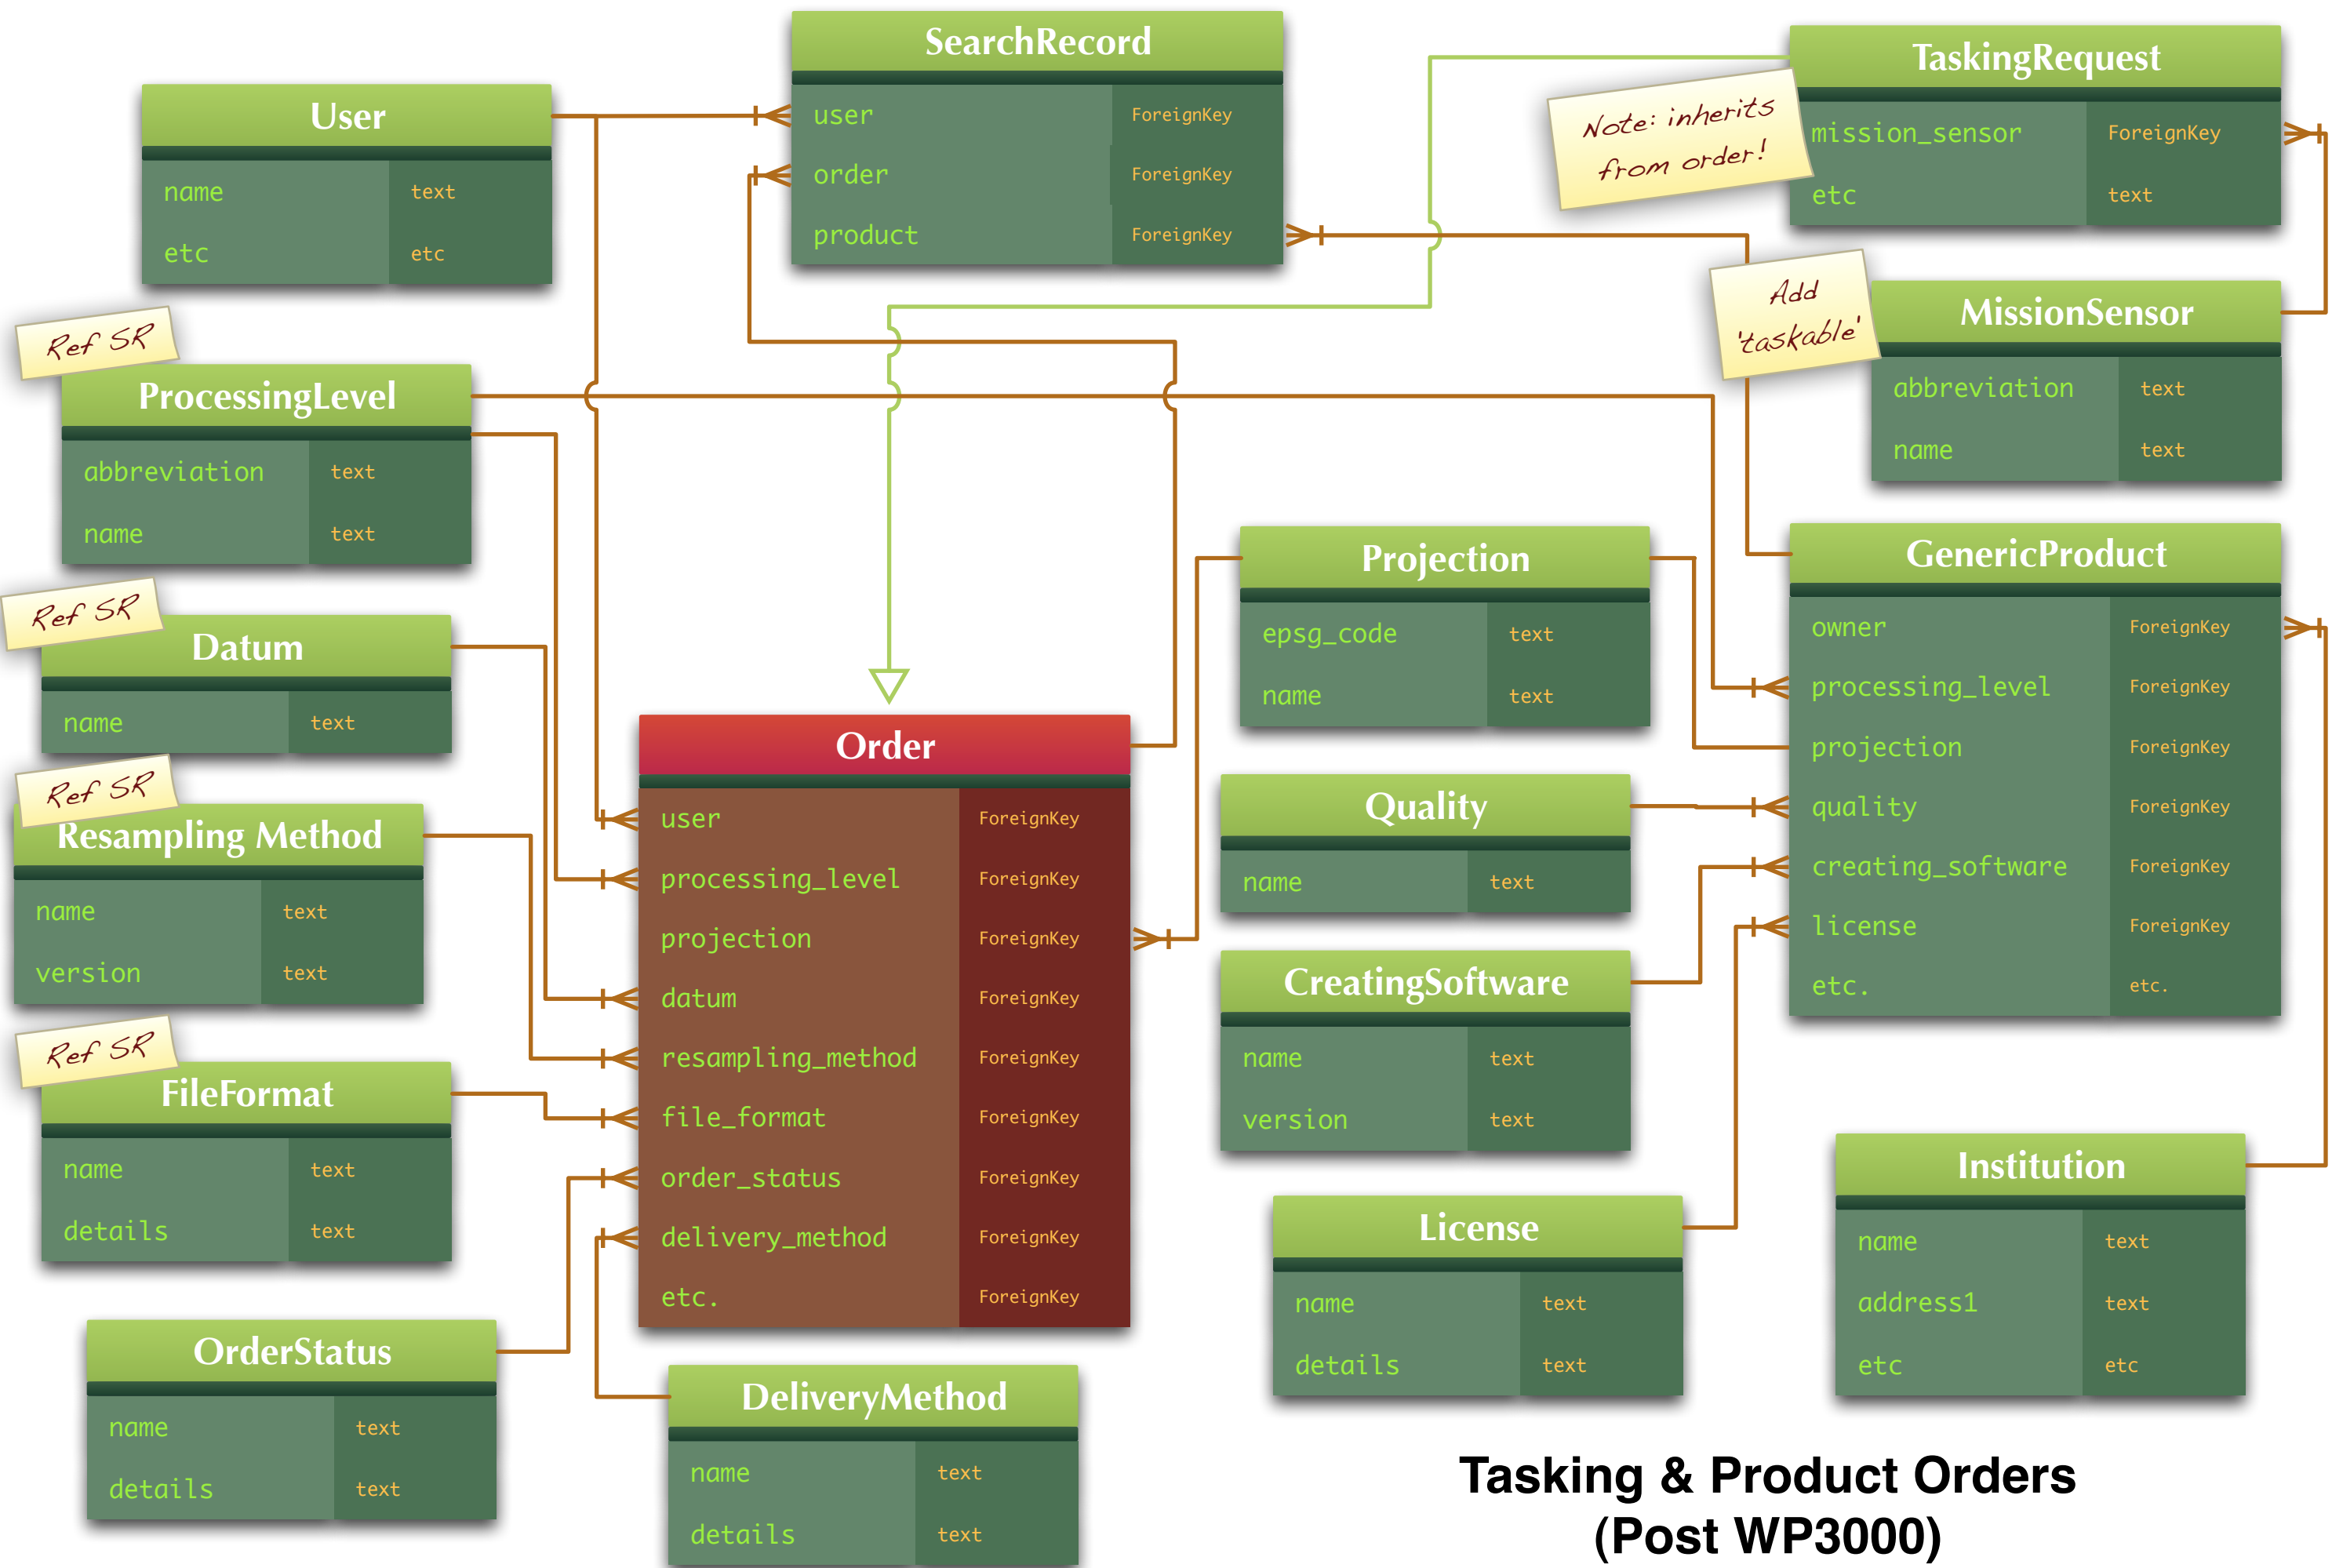 SearchRecord
user ForeignKey
order ForeignKey
product ForeignKey
TaskingRequest
Note: inherits
from order!
mission_sensor ForeignKey
etc text
User
name text
etc etc
Add
'taskable'
MissionSensor
abbreviation text
name text
Ref SR
ProcessingLevel
abbreviation text
name text
Ref SR
Datum
name text
Ref SR
Resampling Method
name text
version text
Ref SR
FileFormat
name text
details text
OrderStatus
name text
details text
Order
user ForeignKey
processing_level ForeignKey
projection ForeignKey
datum ForeignKey
resampling_method ForeignKey
file_format ForeignKey
order_status ForeignKey
delivery_method ForeignKey
etc. ForeignKey
DeliveryMethod
name text
details text
Projection
epsg_code text
name text
Quality
name text
CreatingSoftware
name text
version text
License
name text
details text
GenericProduct
owner ForeignKey
processing_level ForeignKey
projection ForeignKey
quality ForeignKey
creating_software ForeignKey
license ForeignKey
etc. etc.
Institution
name text
address1 text
etc etc
Tasking & Product Orders
(Post WP3000)